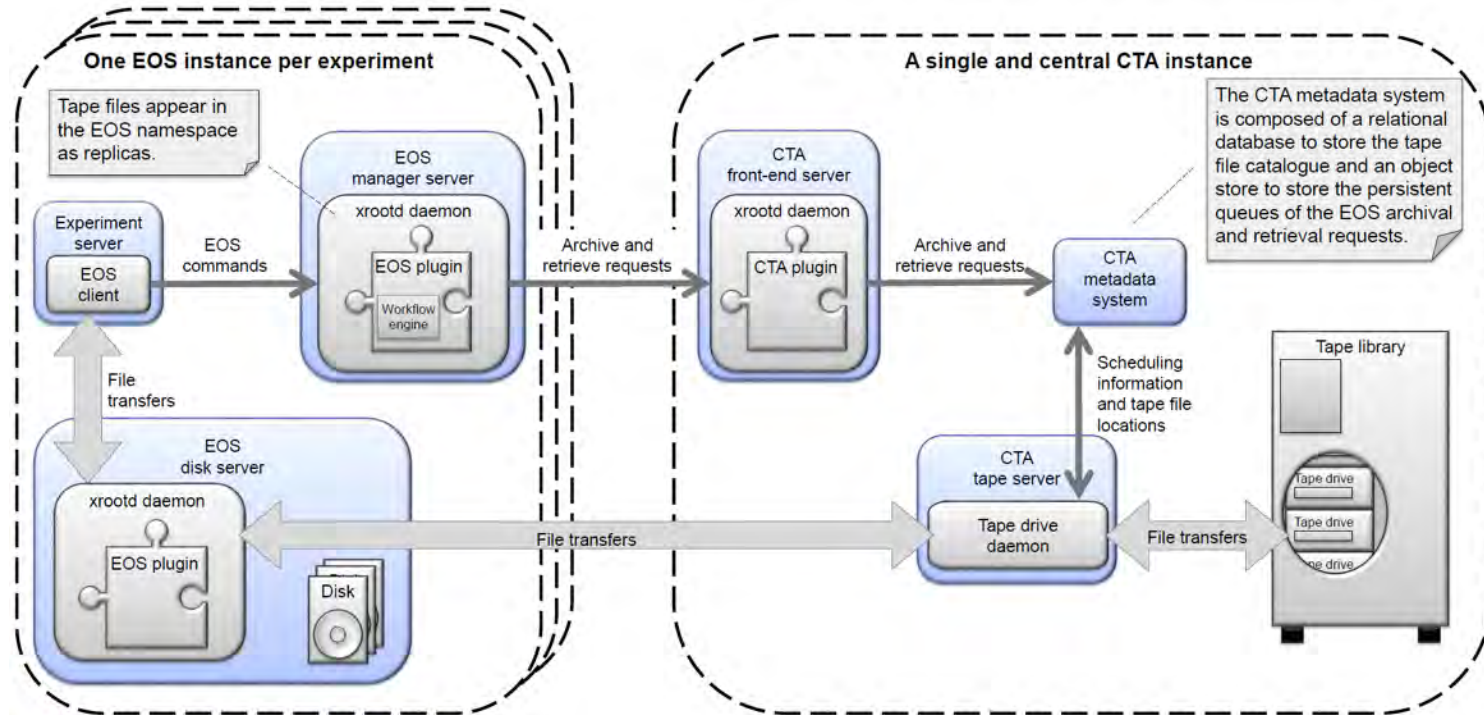 One EOS instance per experiment
Tape files appear in
the EOS namespace
as replicas.
EOS
manager server
xrootd daemon
EOS plugin
Workflow
engine
Experiment
server
EOS
client
EOS
commands
File
transfers
EOS
disk server
xrootd daemon
EOS plugin
Disk
Archive and
retrieve requests
File transfers
A single and central CTA instance
CTA
front-end server
xrootd daemon
CTA plugin
Archive and
retrieve requests
The CTA metadata system
is composed of a relational
database to store the tape
file catalogue and an object
store to store the persistent
queues of the EOS archival
and retrieval requests.
CTA
metadata
system
Scheduling
information
and tape file
locations
CTA
tape server
Tape drive
daemon
File transfers
Tape library
Tape drive
Tape drive
drive